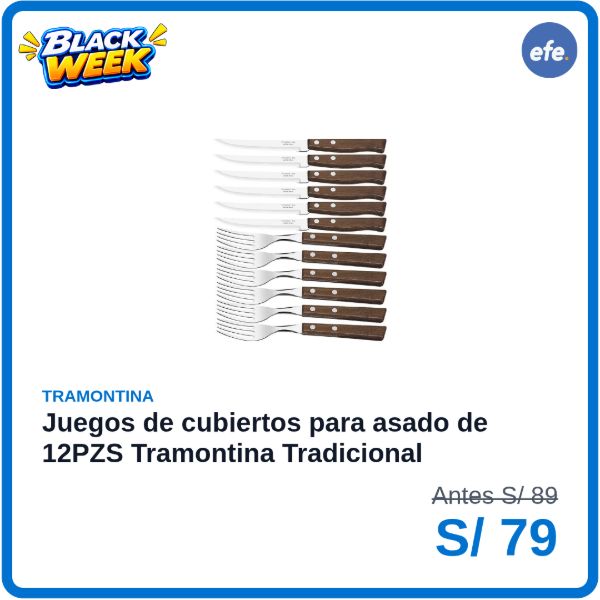 BLACK
WEEK
efe.
TRAMONTINA
Juegos de cubiertos para asado de
12PZS Tramontina Tradicional
Antes S/ 89
S/ 79